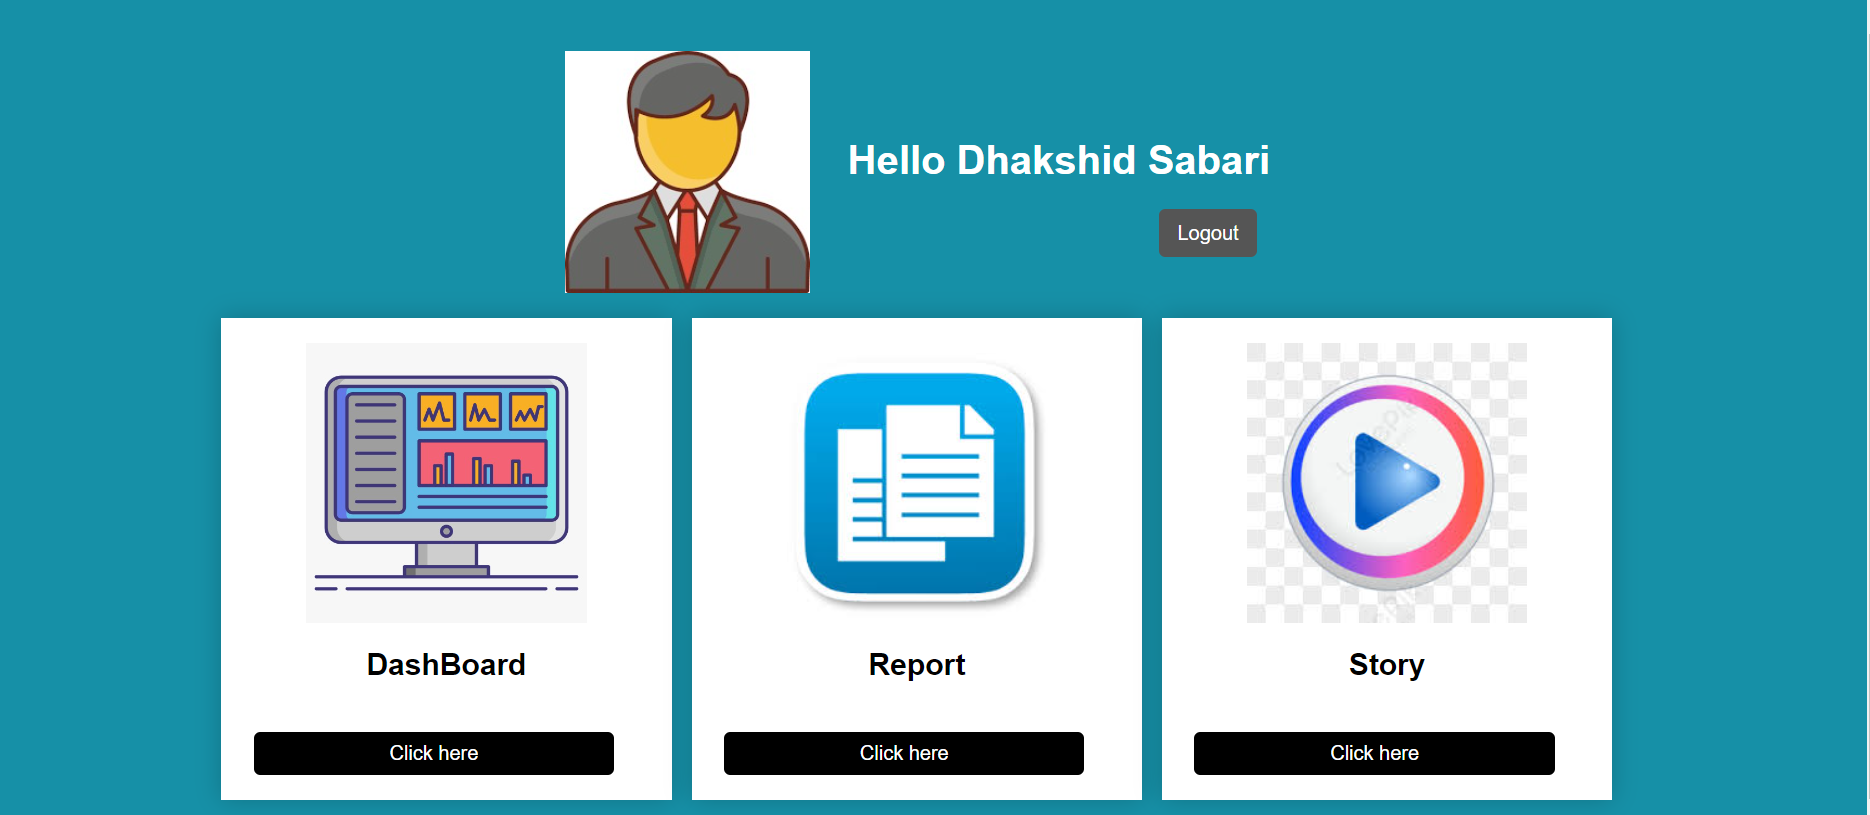 Hello Dhakshid Sabari
Logout
DashBoard
Report
Story
Click here
Click here
Click here